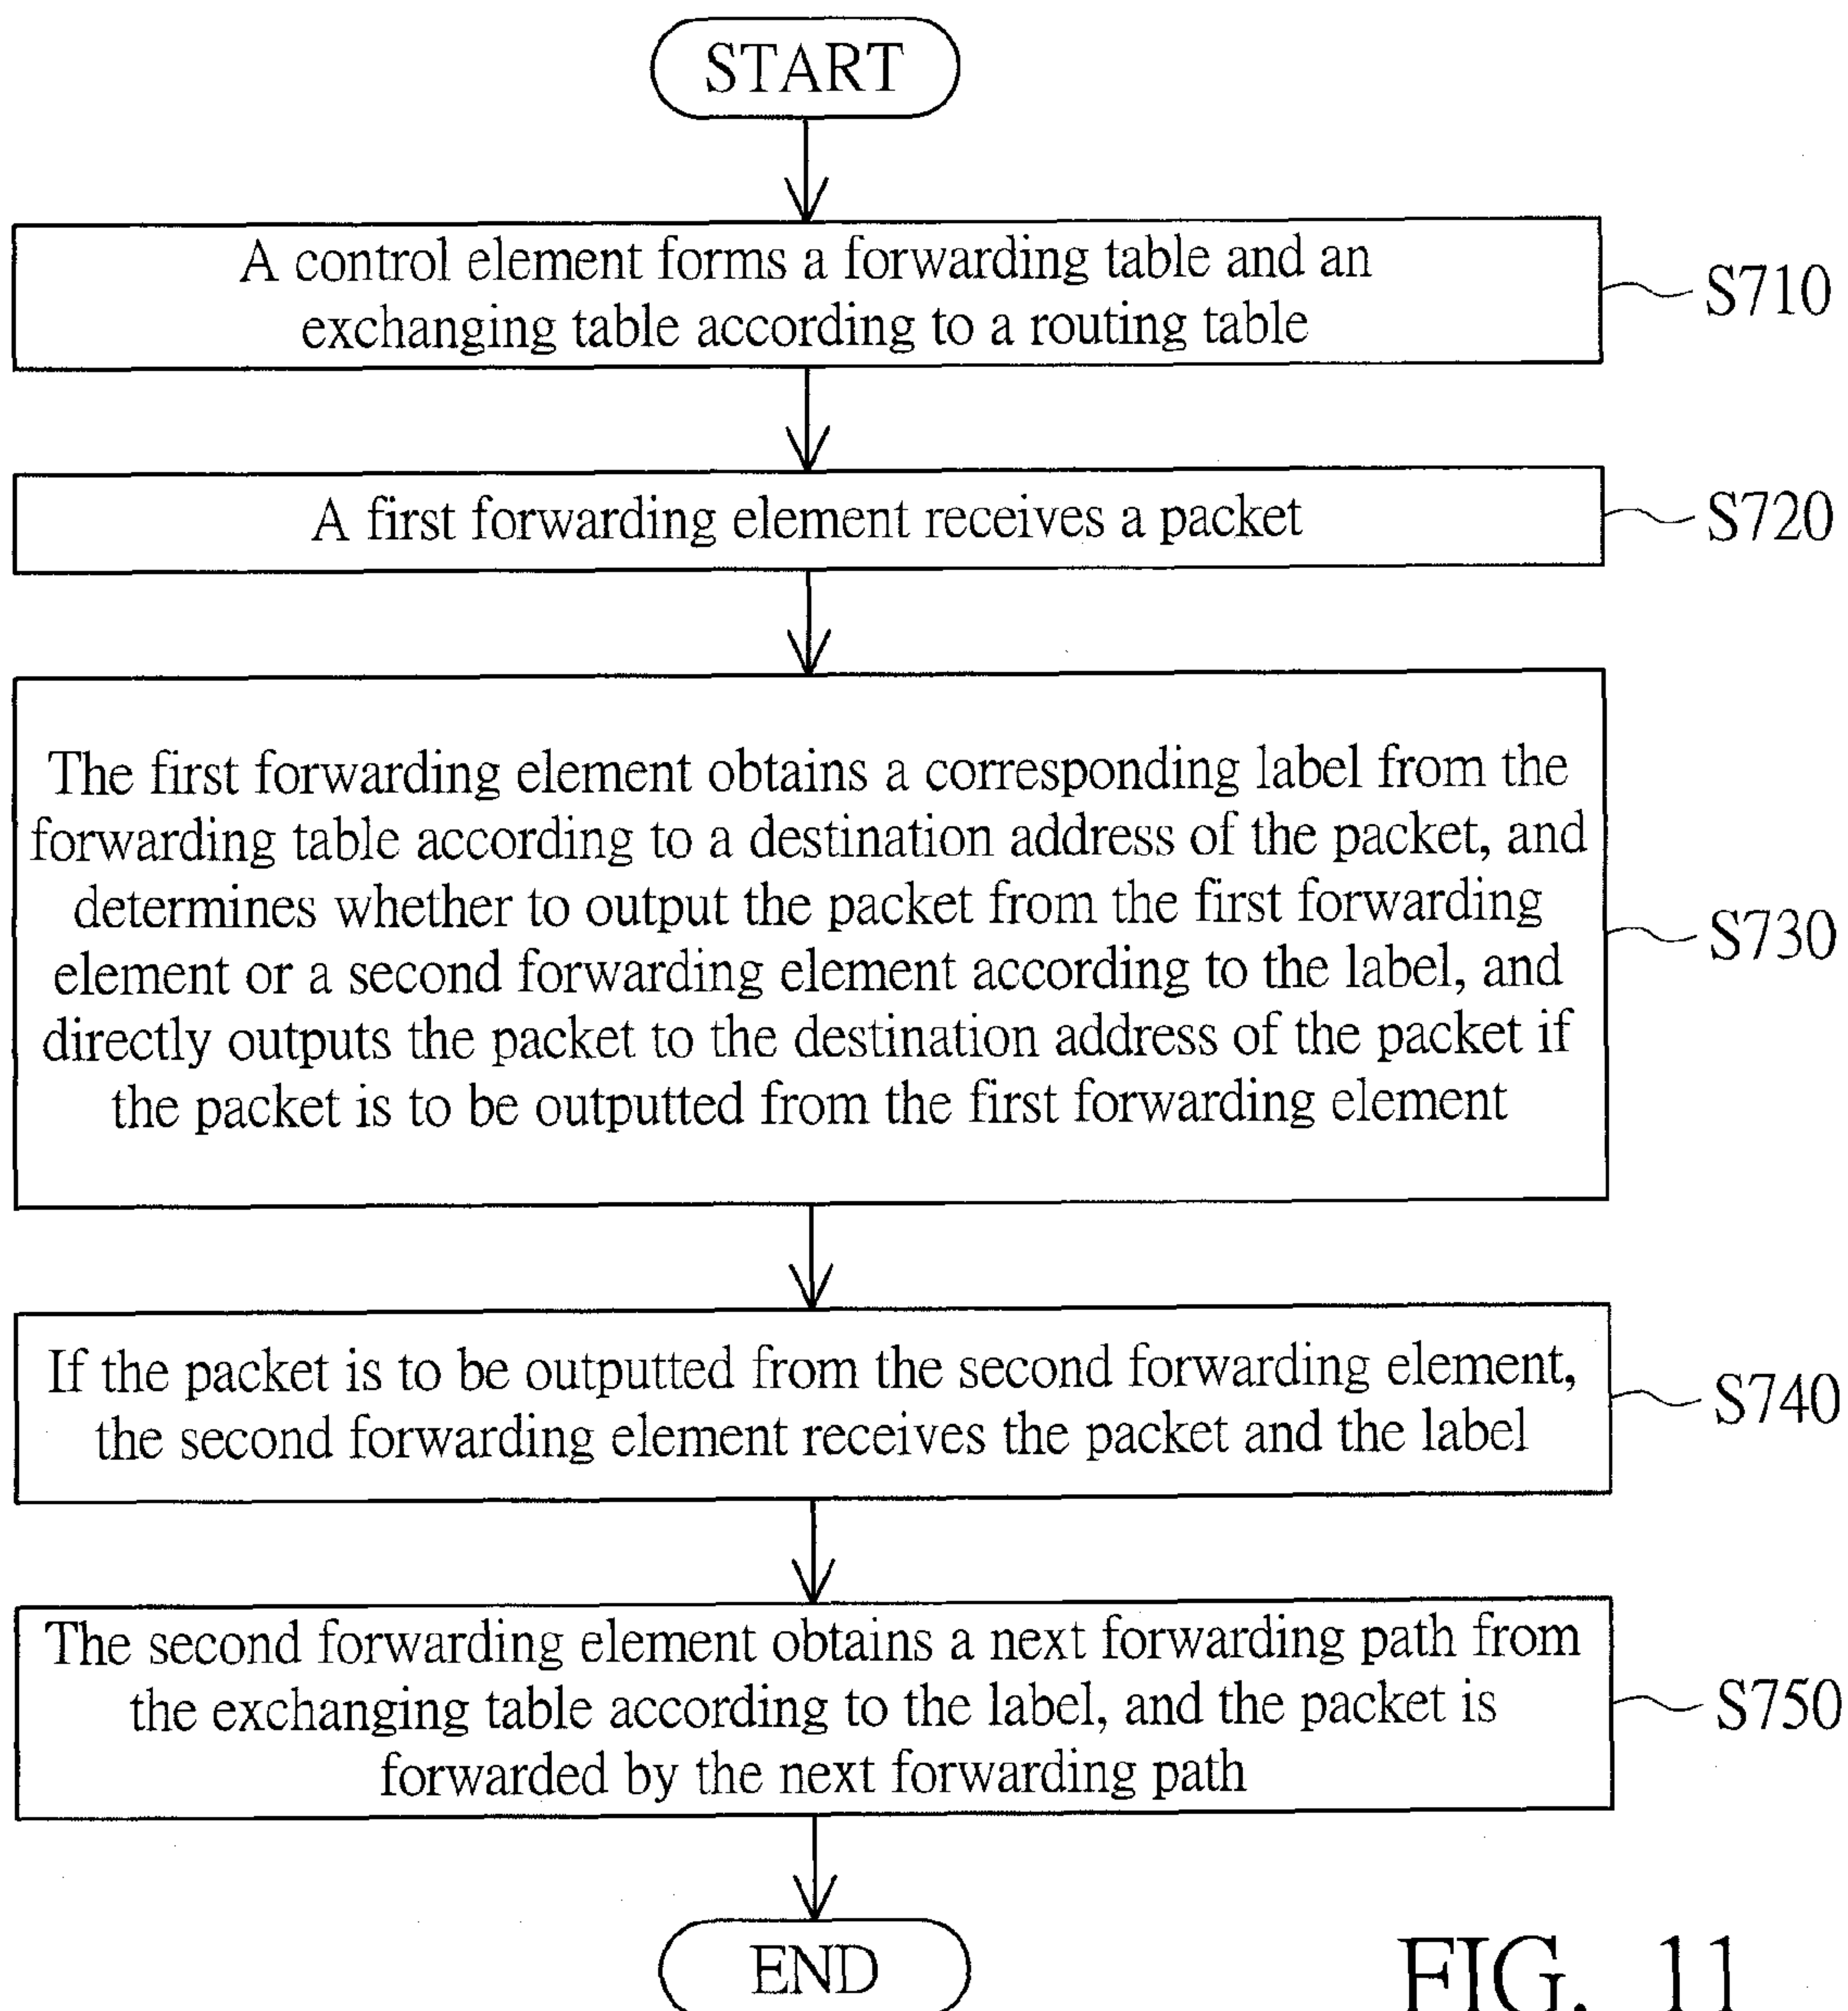 START
A control element forms a forwarding table and an
exchanging table according to a routing table
S710
A first forwarding element receives a packet
S720
The first forwarding element obtains a corresponding label from the
forwarding table according to a destination address of the packet, and
determines whether to output the packet from the first forwarding
element or a second forwarding element according to the label, and
directly outputs the packet to the destination address of the packet if
the packet is to be outputted from the first forwarding element
S730
If the packet is to be outputted from the second forwarding element,
the second forwarding element receives the packet and the label
S740
The second forwarding element obtains a next forwarding path from
the exchanging table according to the label, and the packet is
forwarded by the next forwarding path
S750
END
FIG. 11